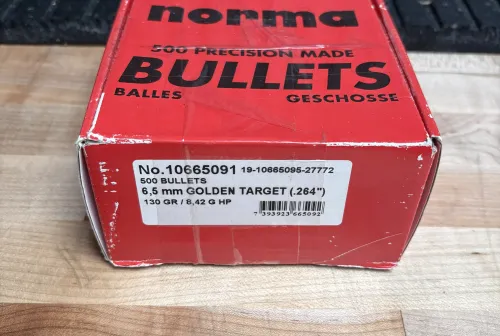 norma
500 PRECISION MADE
BULLETS
BALLES GESCHOSSE
No.10665091 19-10665095-27772
500 BULLETS
6,5 mm GOLDEN TARGET (.264")
130 GR / 8,42 G HP
7 393923 665092